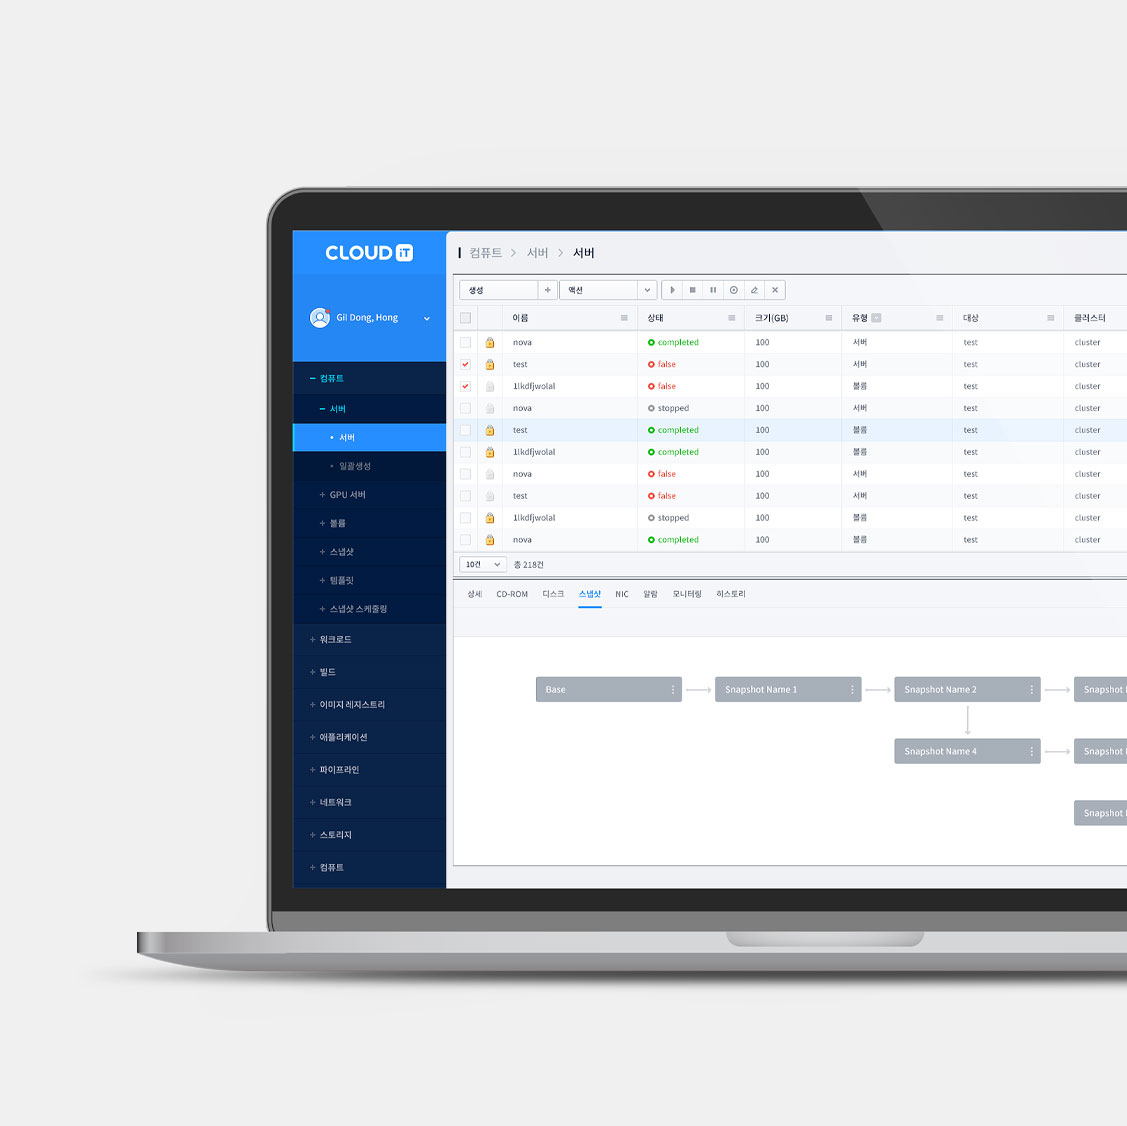 CLOUD iT
Gil Dong, Hong
컴퓨트
서버
서버
일괄생성
GPU 서버
볼륨
스냅샷
템플릿
스냅샷 스케줄링
워크로드
빌드
이미지 레지스트리
애플리케이션
파이프라인
네트워크
스토리지
컴퓨트
컴퓨트 > 서버 > 서버
생성 + 액션
이름 상태 크기(GB) 유형 대상 클러스터
nova completed 100 서버 test cluster
test false 100 서버 test cluster
1lkdfjwolal false 100 볼륨 test cluster
nova stopped 100 서버 test cluster
test completed 100 볼륨 test cluster
1lkdfjwolal completed 100 볼륨 test cluster
nova false 100 서버 test cluster
test false 100 서버 test cluster
1lkdfjwolal stopped 100 볼륨 test cluster
nova completed 100 볼륨 test cluster
10건 총 218건
상세 CD-ROM 디스크 스냅샷 NIC 알람 모니터링 히스토리
Base Snapshot Name 1 Snapshot Name 2 Snapshot
Snapshot Name 4 Snapshot
Snapshot